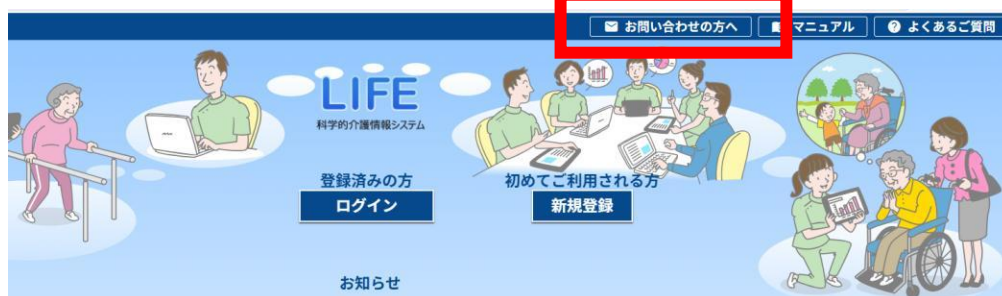 お問い合わせの方へ
マニュアル
よくあるご質問
LIFE
科学的介護情報システム
登録済みの方
初めてご利用される方
ログイン
新規登録
お知らせ